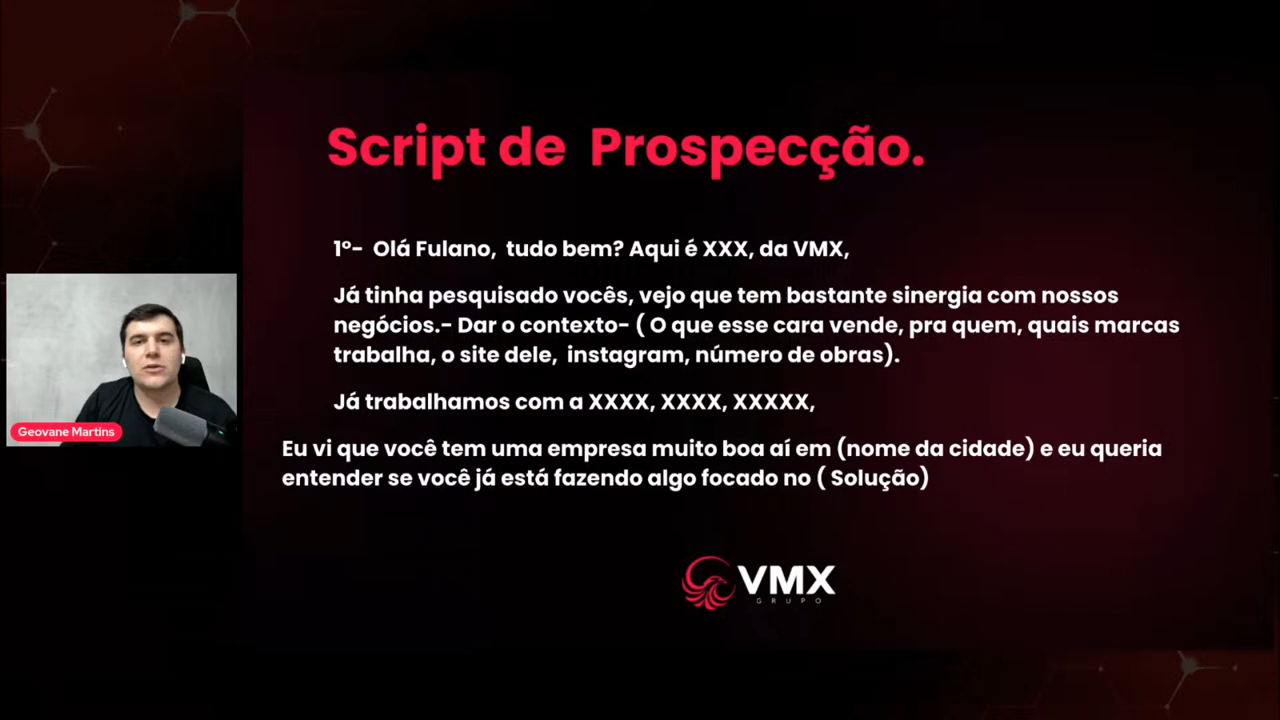 Script de Prospecção.
1º- Olá Fulano, tudo bem? Aqui é XXX, da VMX,
Já tinha pesquisado vocês, vejo que tem bastante sinergia com nossos
negócios.- Dar o contexto- ( O que esse cara vende, pra quem, quais marcas
trabalha, o site dele, instagram, número de obras).
Já trabalhamos com a XXXX, XXXX, XXXXX,
Eu vi que você tem uma empresa muito boa aí em (nome da cidade) e eu queria
entender se você já está fazendo algo focado no ( Solução)
Geovane Martins
VMX
GRUPO